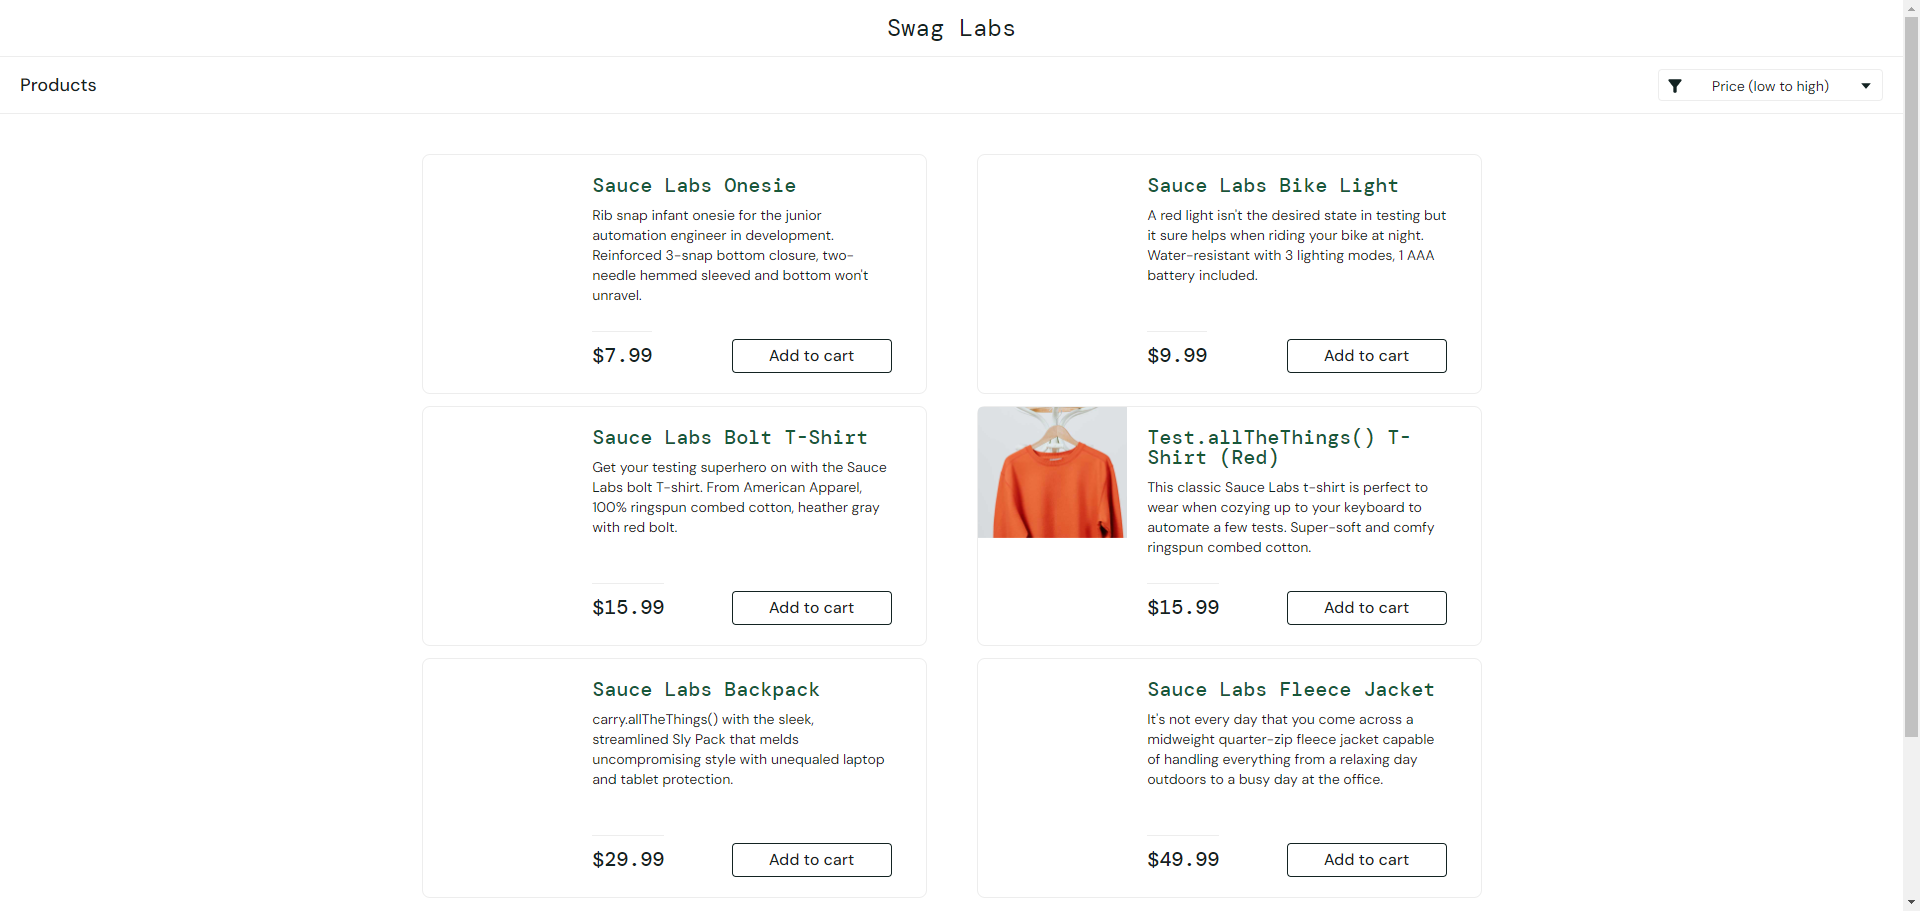 Swag Labs
Products
Price (low to high)
Sauce Labs Onesie
Rib snap infant onesie for the junior
automation engineer in development.
Reinforced 3-snap bottom closure, two-
needle hemmed sleeved and bottom won't
unravel.
$7.99
Add to cart
Sauce Labs Bike Light
A red light isn't the desired state in testing but
it sure helps when riding your bike at night.
Water-resistant with 3 lighting modes, 1 AAA
battery included.
$9.99
Add to cart
Sauce Labs Bolt T-Shirt
Get your testing superhero on with the Sauce
Labs bolt T-shirt. From American Apparel,
100% ringspun combed cotton, heather gray
with red bolt.
$15.99
Add to cart
Test.allTheThings() T-
Shirt (Red)
This classic Sauce Labs t-shirt is perfect to
wear when cozying up to your keyboard to
automate a few tests. Super-soft and comfy
ringspun combed cotton.
$15.99
Add to cart
Sauce Labs Backpack
carry.allTheThings() with the sleek,
streamlined Sly Pack that melds
uncompromising style with unequaled laptop
and tablet protection.
$29.99
Add to cart
Sauce Labs Fleece Jacket
It's not every day that you come across a
midweight quarter-zip fleece jacket capable
of handling everything from a relaxing day
outdoors to a busy day at the office.
$49.99
Add to cart